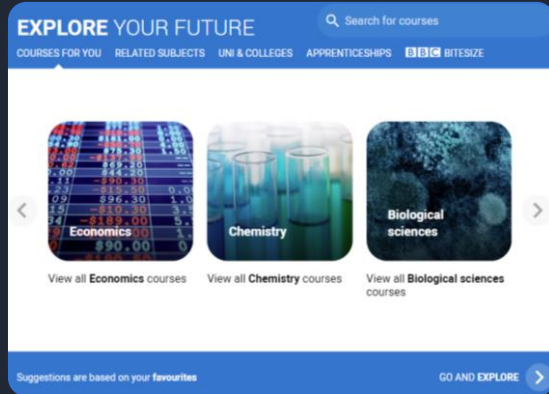 EXPLORE YOUR FUTURE
Search for courses
COURSES FOR YOU RELATED SUBJECTS UNI & COLLEGES APPRENTICESHIPS BBC BITESIZE
Economics
Chemistry
Biological
sciences
View all Economics courses
View all Chemistry courses
View all Biological sciences
courses
Suggestions are based on your favourites
GO AND EXPLORE